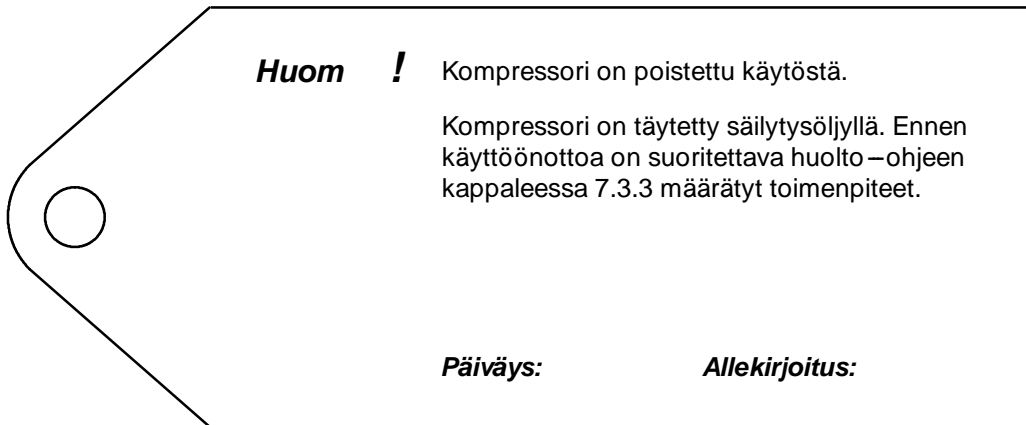 Huom ! Kompressori on poistettu käytöstä.
Kompressori on täytetty säilytysöljyllä. Ennen
käyttöönottoa on suoritettava huolto–ohjeen
kappaleessa 7.3.3 määrätyt toimenpiteet.
Päiväys: Allekirjoitus: